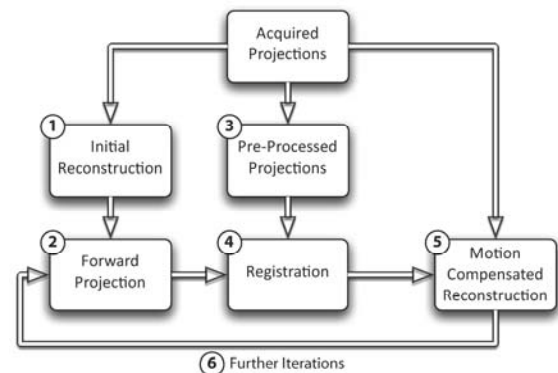 Acquired
Projections
1
Initial
Reconstruction
3
Pre-Processed
Projections
2
Forward
Projection
4
Registration
5
Motion
Compensated
Reconstruction
6 Further Iterations